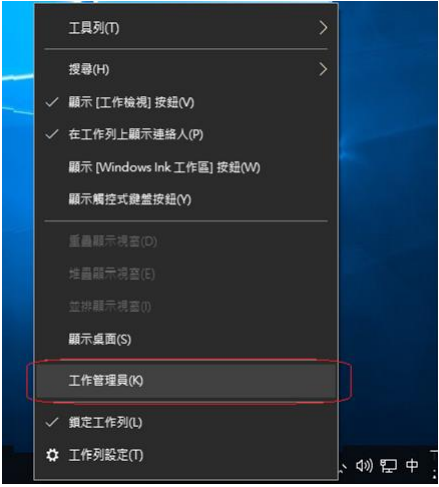 工具列(T)
搜尋(H)
顯示 [工作檢視] 按鈕(V)
在工作列上顯示連絡人(P)
顯示 [Windows Ink 工作區] 按鈕(W)
顯示觸控式鍵盤按鈕(Y)
重疊顯示視窗(D)
堆疊顯示視窗(E)
並排顯示視窗(I)
顯示桌面(S)
工作管理員(K)
鎖定工作列(L)
工作列設定(T)
中